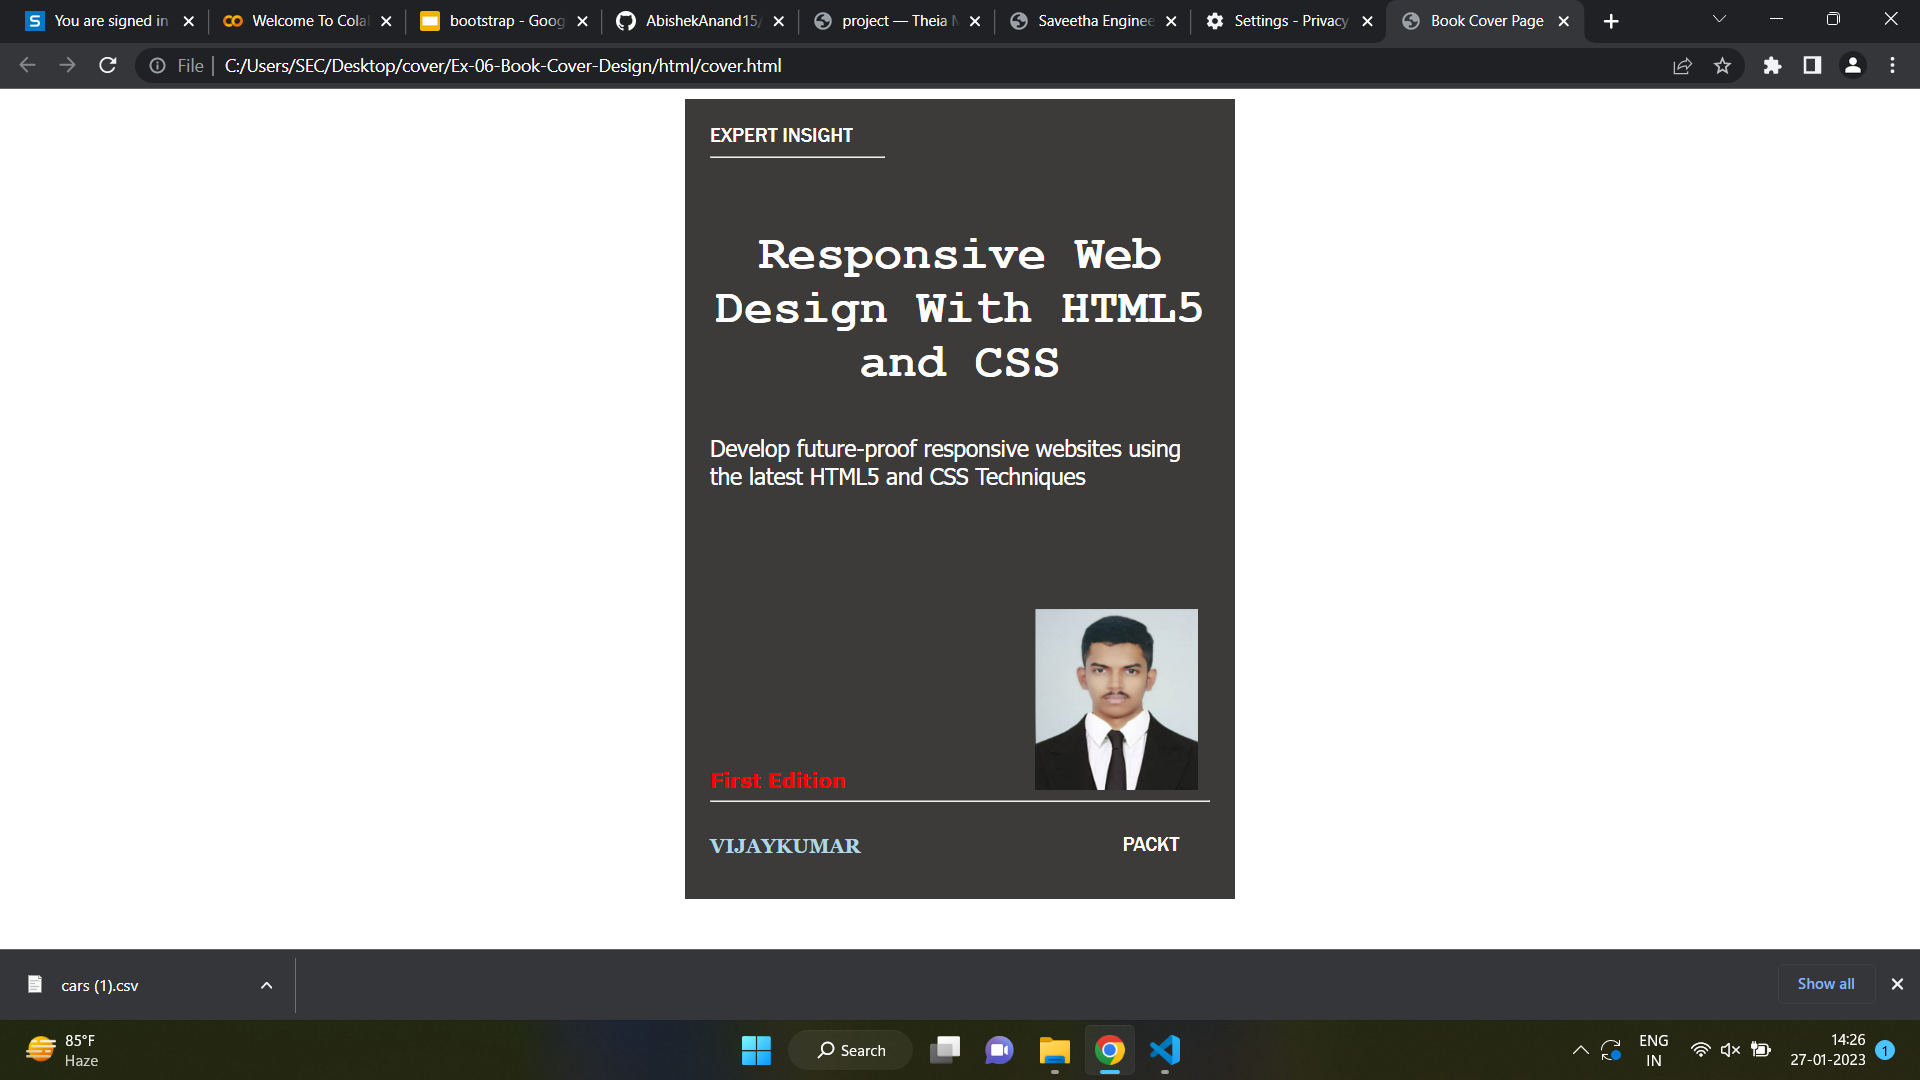 You are signed in
Welcome To Cola
bootstrap - Goog
AbishekAnand15/
project — Theia
Saveetha Enginee
Settings - Privacy
Book Cover Page
File
C:/Users/SEC/Desktop/cover/Ex-06-Book-Cover-Design/html/cover.html
EXPERT INSIGHT
Responsive Web
Design With HTML5
and CSS
Develop future-proof responsive websites using
the latest HTML5 and CSS Techniques
First Edition
VIJAYKUMAR
PACKT
cars (1).csv
Show all
85°F
Haze
Search
ENG
IN
14:26
27-01-2023
1